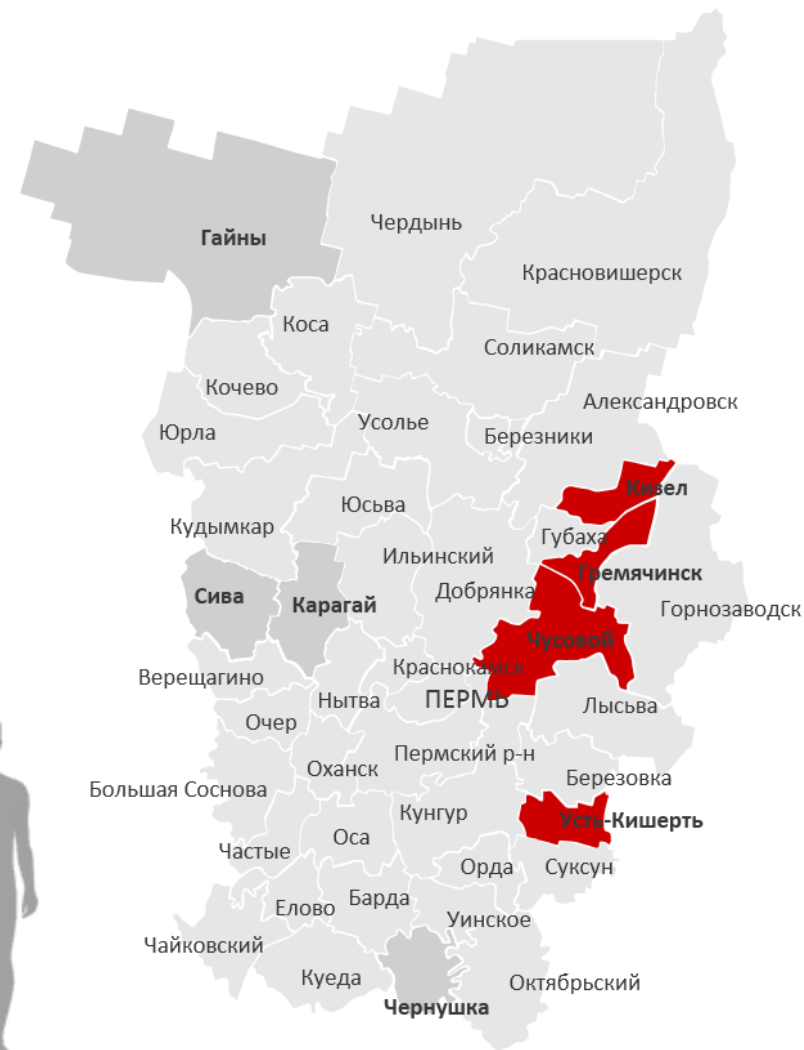 Чердынь
Гайны
Красновишерск
Коса
Соликамск
Кочево
Александровск
Усолье
Юрла
Березники
Кизел
Юсьва
Кудымкар
Губаха
Ильинский
Гремячинск
Добрянка
Сива
Карагай
Горнозаводск
Чусовой
Краснокамск
Верещагино
Нытва
ПЕРМЬ
Лысьва
Очер
Пермский р-н
Оханск
Березовка
Большая Соснова
Кунгур
Усть-Кишерть
Оса
Частые
Орда
Суксун
Барда
Елово
Уинское
Чайковский
Куеда
Октябрьский
Чернушка